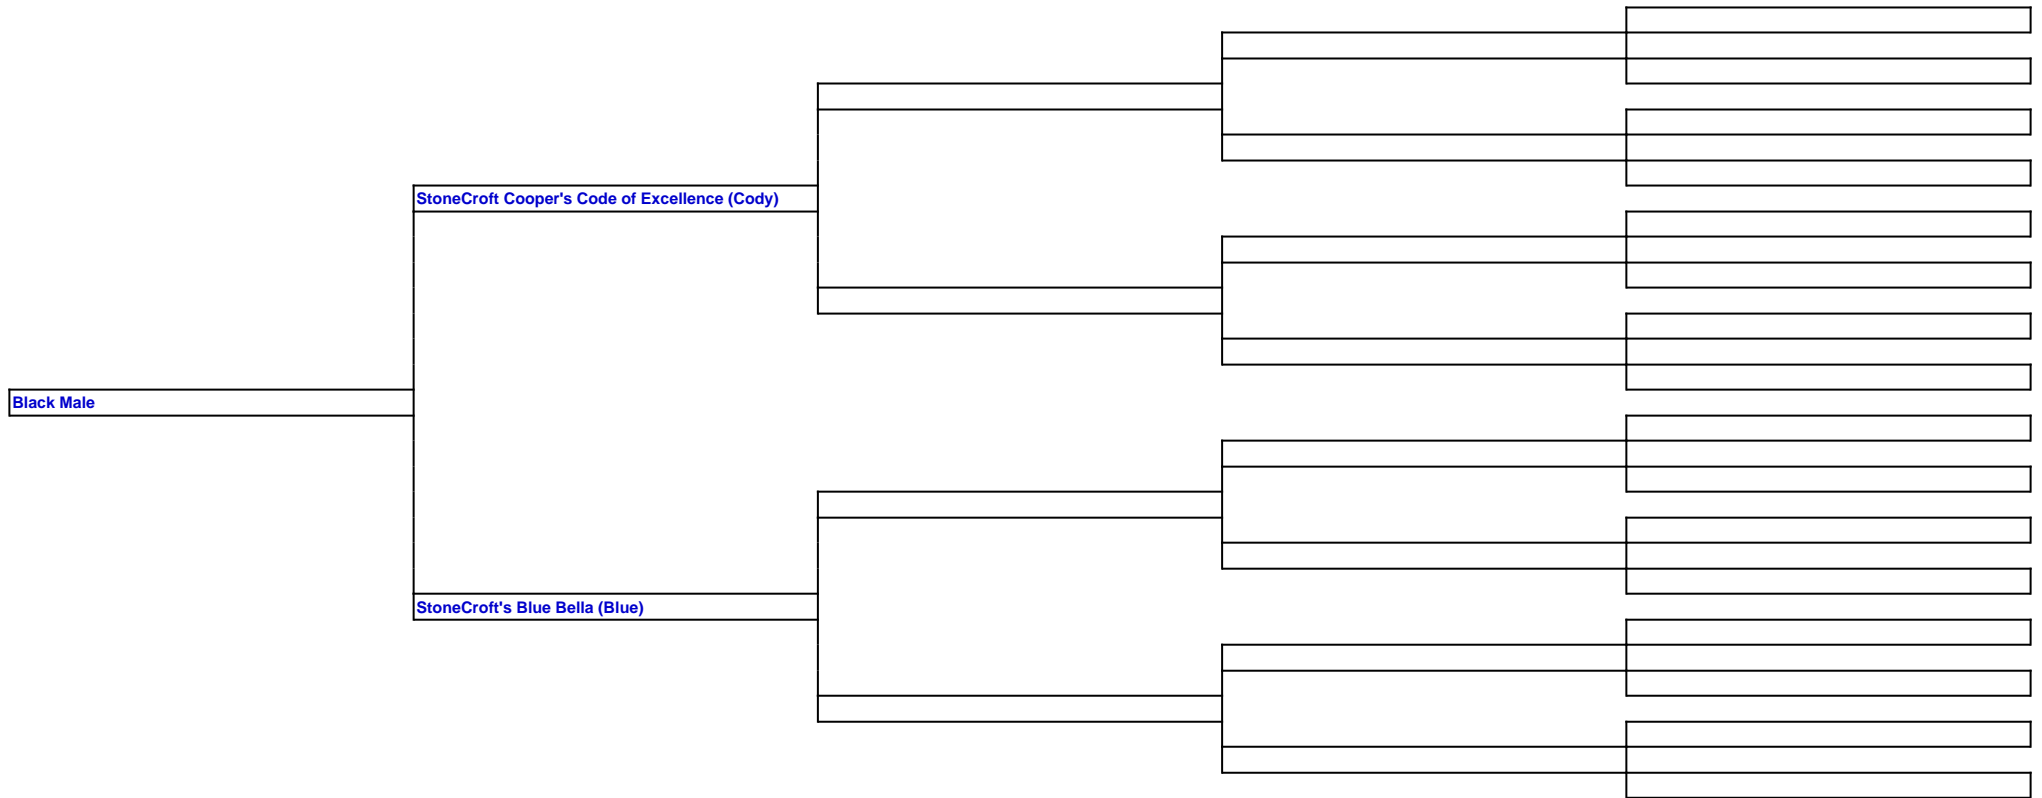 StoneCroft Cooper's Code of Excellence (Cody)
Black Male
StoneCroft's Blue Bella (Blue)